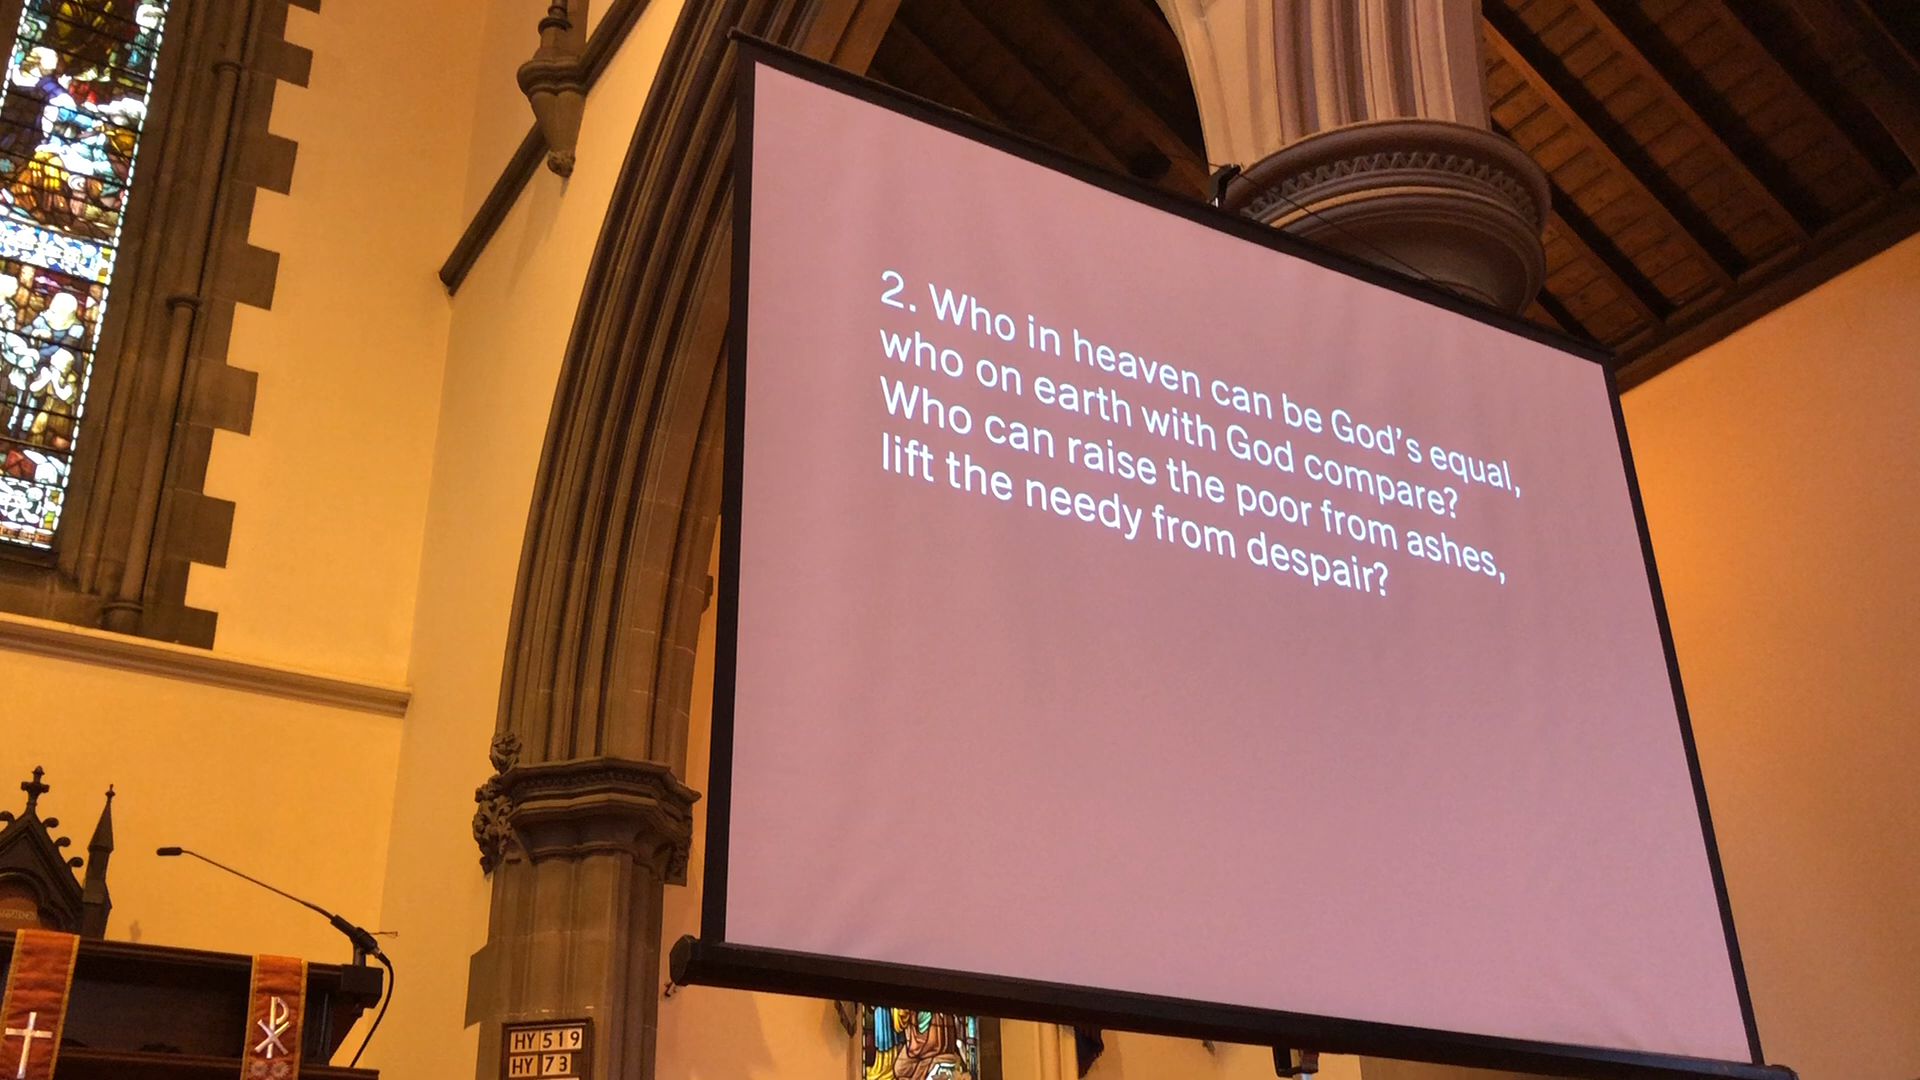 2. Who in heaven can be God's equal,
who on earth with God compare?
Who can raise the poor from ashes,
lift the needy from despair?
HY 519
HY 73